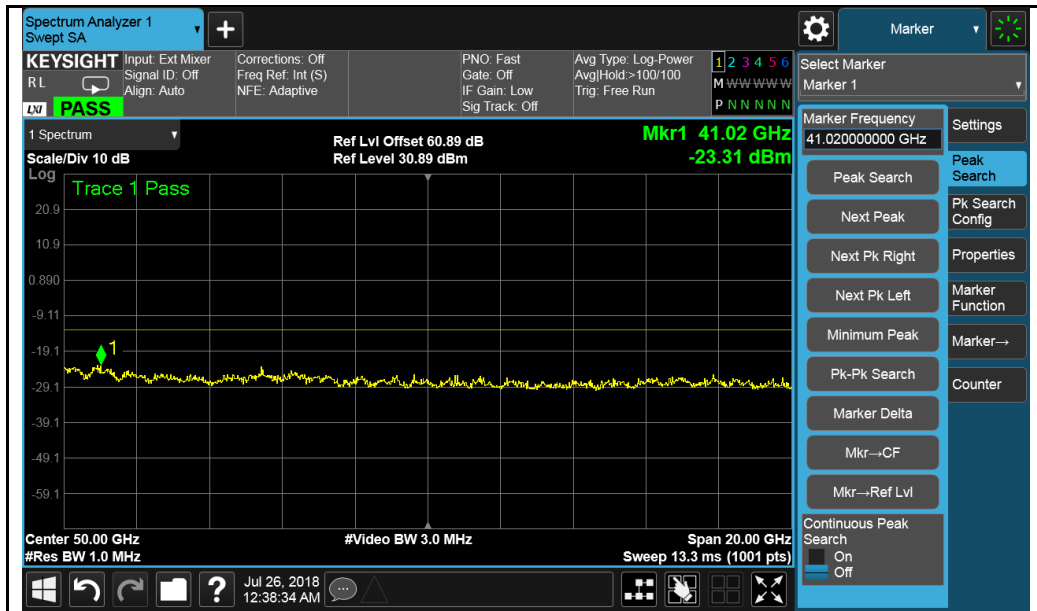 Spectrum Analyzer 1
Swept SA
+
KEYSIGHT
R L
LXI
PASS
Input: Ext Mixer
Signal ID: Off
Align: Auto
Corrections: Off
Freq Ref: Int (S)
NFE: Adaptive
PNO: Fast
Gate: Off
IF Gain: Low
Sig Track: Off
Avg Type: Log-Power
Avg|Hold:>100/100
Trig: Free Run
1 2 3 4 5 6
M W W W W W
P N N N N N
1 Spectrum
Scale/Div 10 dB
Ref Lvl Offset 60.89 dB
Ref Level 30.89 dBm
Mkr1 41.02 GHz
-23.31 dBm
Log
Trace 1 Pass
20.9
10.9
0.890
-9.11
-19.1
-29.1
-39.1
-49.1
-59.1
1
Center 50.00 GHz
#Res BW 1.0 MHz
#Video BW 3.0 MHz
Span 20.00 GHz
Sweep 13.3 ms (1001 pts)
?
Jul 26, 2018
12:38:34 AM
Marker
Select Marker
Marker 1
Marker Frequency
41.020000000 GHz
Peak Search
Next Peak
Next Pk Right
Next Pk Left
Minimum Peak
Pk-Pk Search
Marker Delta
Mkr→CF
Mkr→Ref Lvl
Continuous Peak
Search
On
Off
Settings
Peak
Search
Pk Search
Config
Properties
Marker
Function
Marker→
Counter